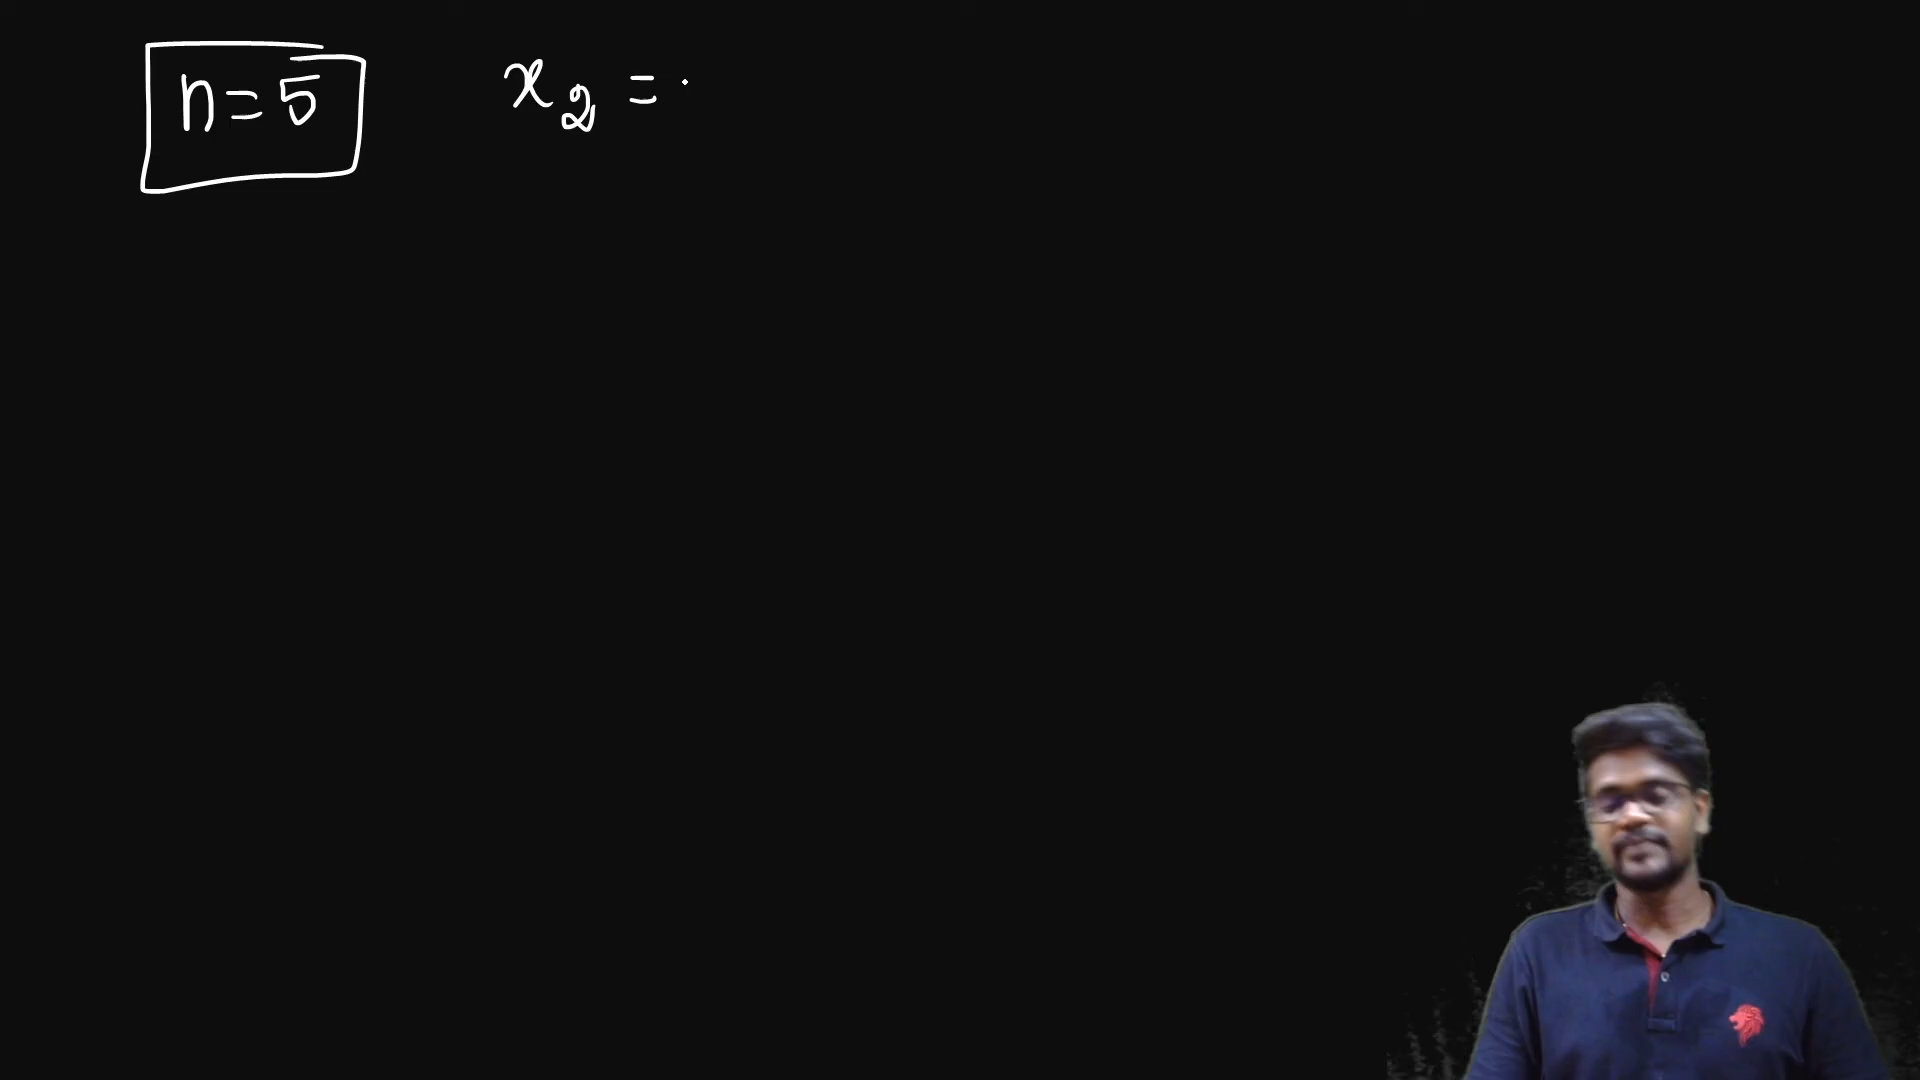 n = 5 x₂ =